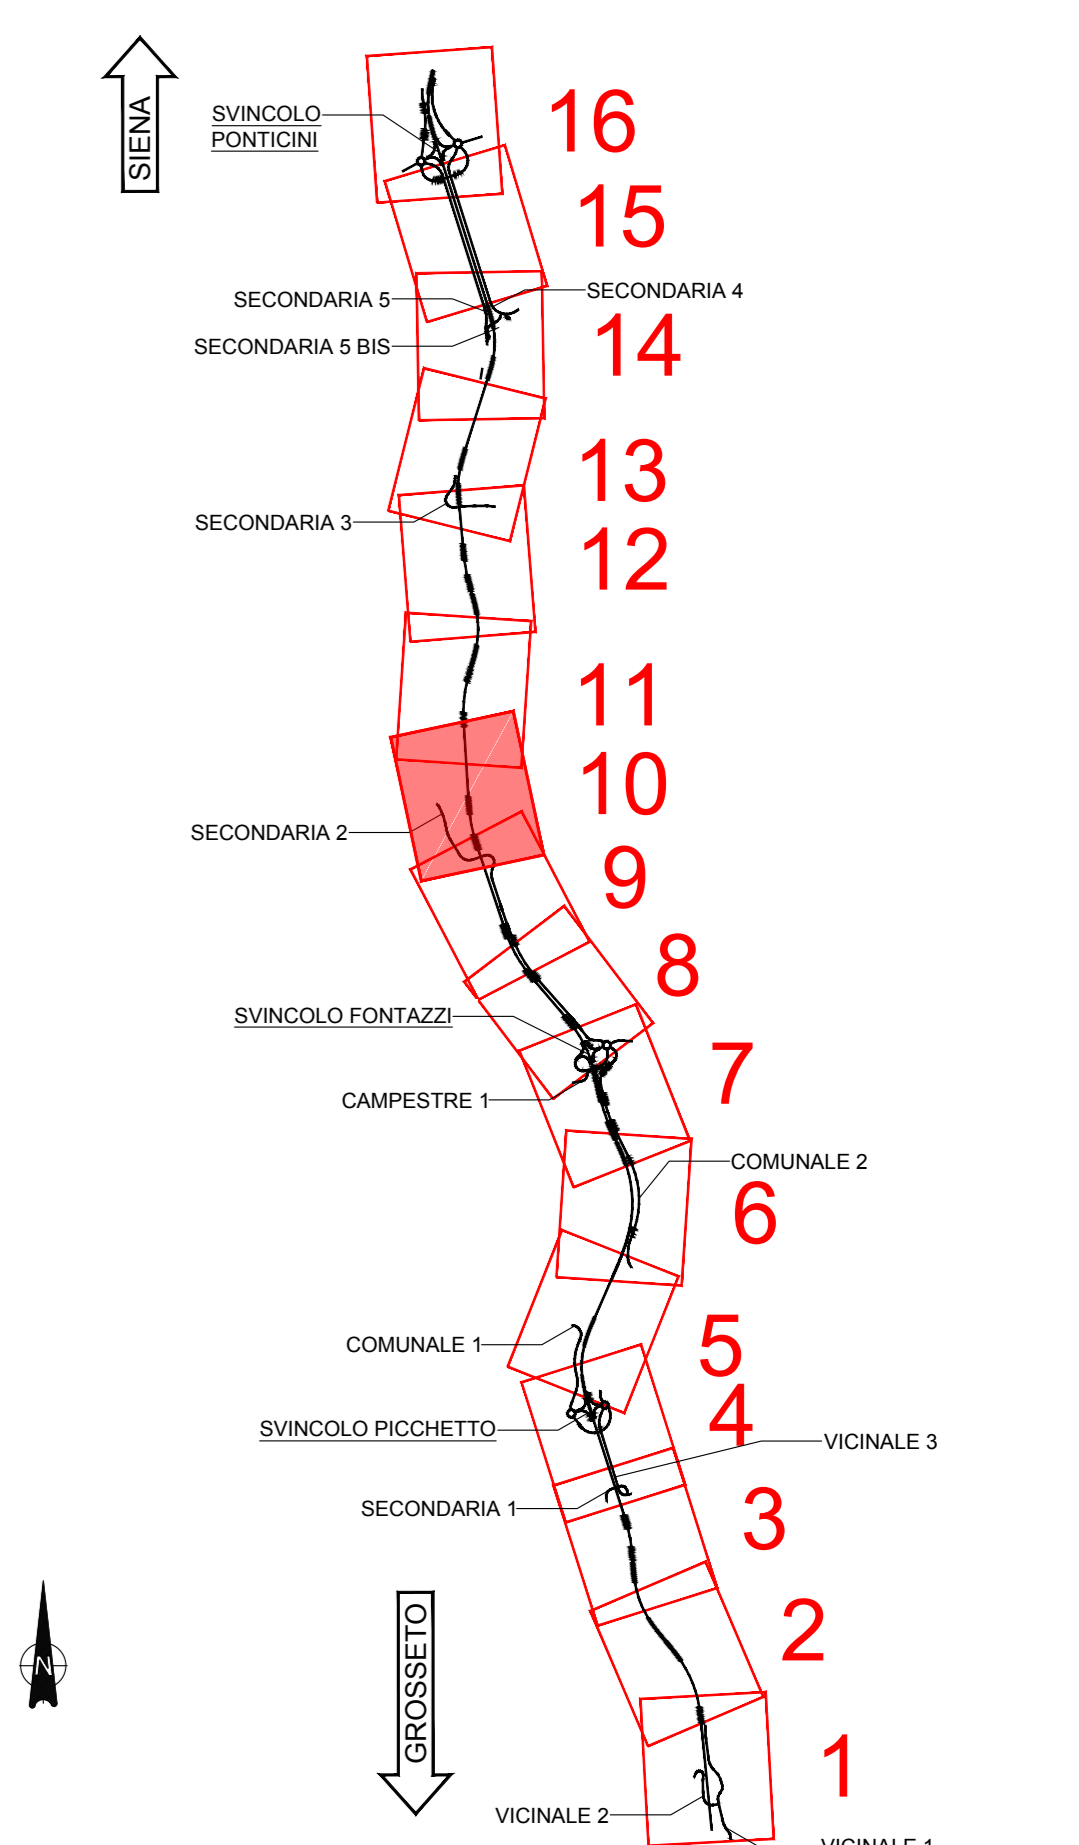 SIENA
SVINCOLO
PONTICINI
16
15
SECONDARIA 5
SECONDARIA 4
SECONDARIA 5 BIS
14
13
SECONDARIA 3
12
11
10
SECONDARIA 2
9
8
SVINCOLO FONTAZZI
7
CAMPESTRE 1
COMUNALE 2
6
COMUNALE 1
5
4
SVINCOLO PICCHETTO
VICINALE 3
SECONDARIA 1
3
2
N
GROSSETO
1
VICINALE 2
VICINALE 1